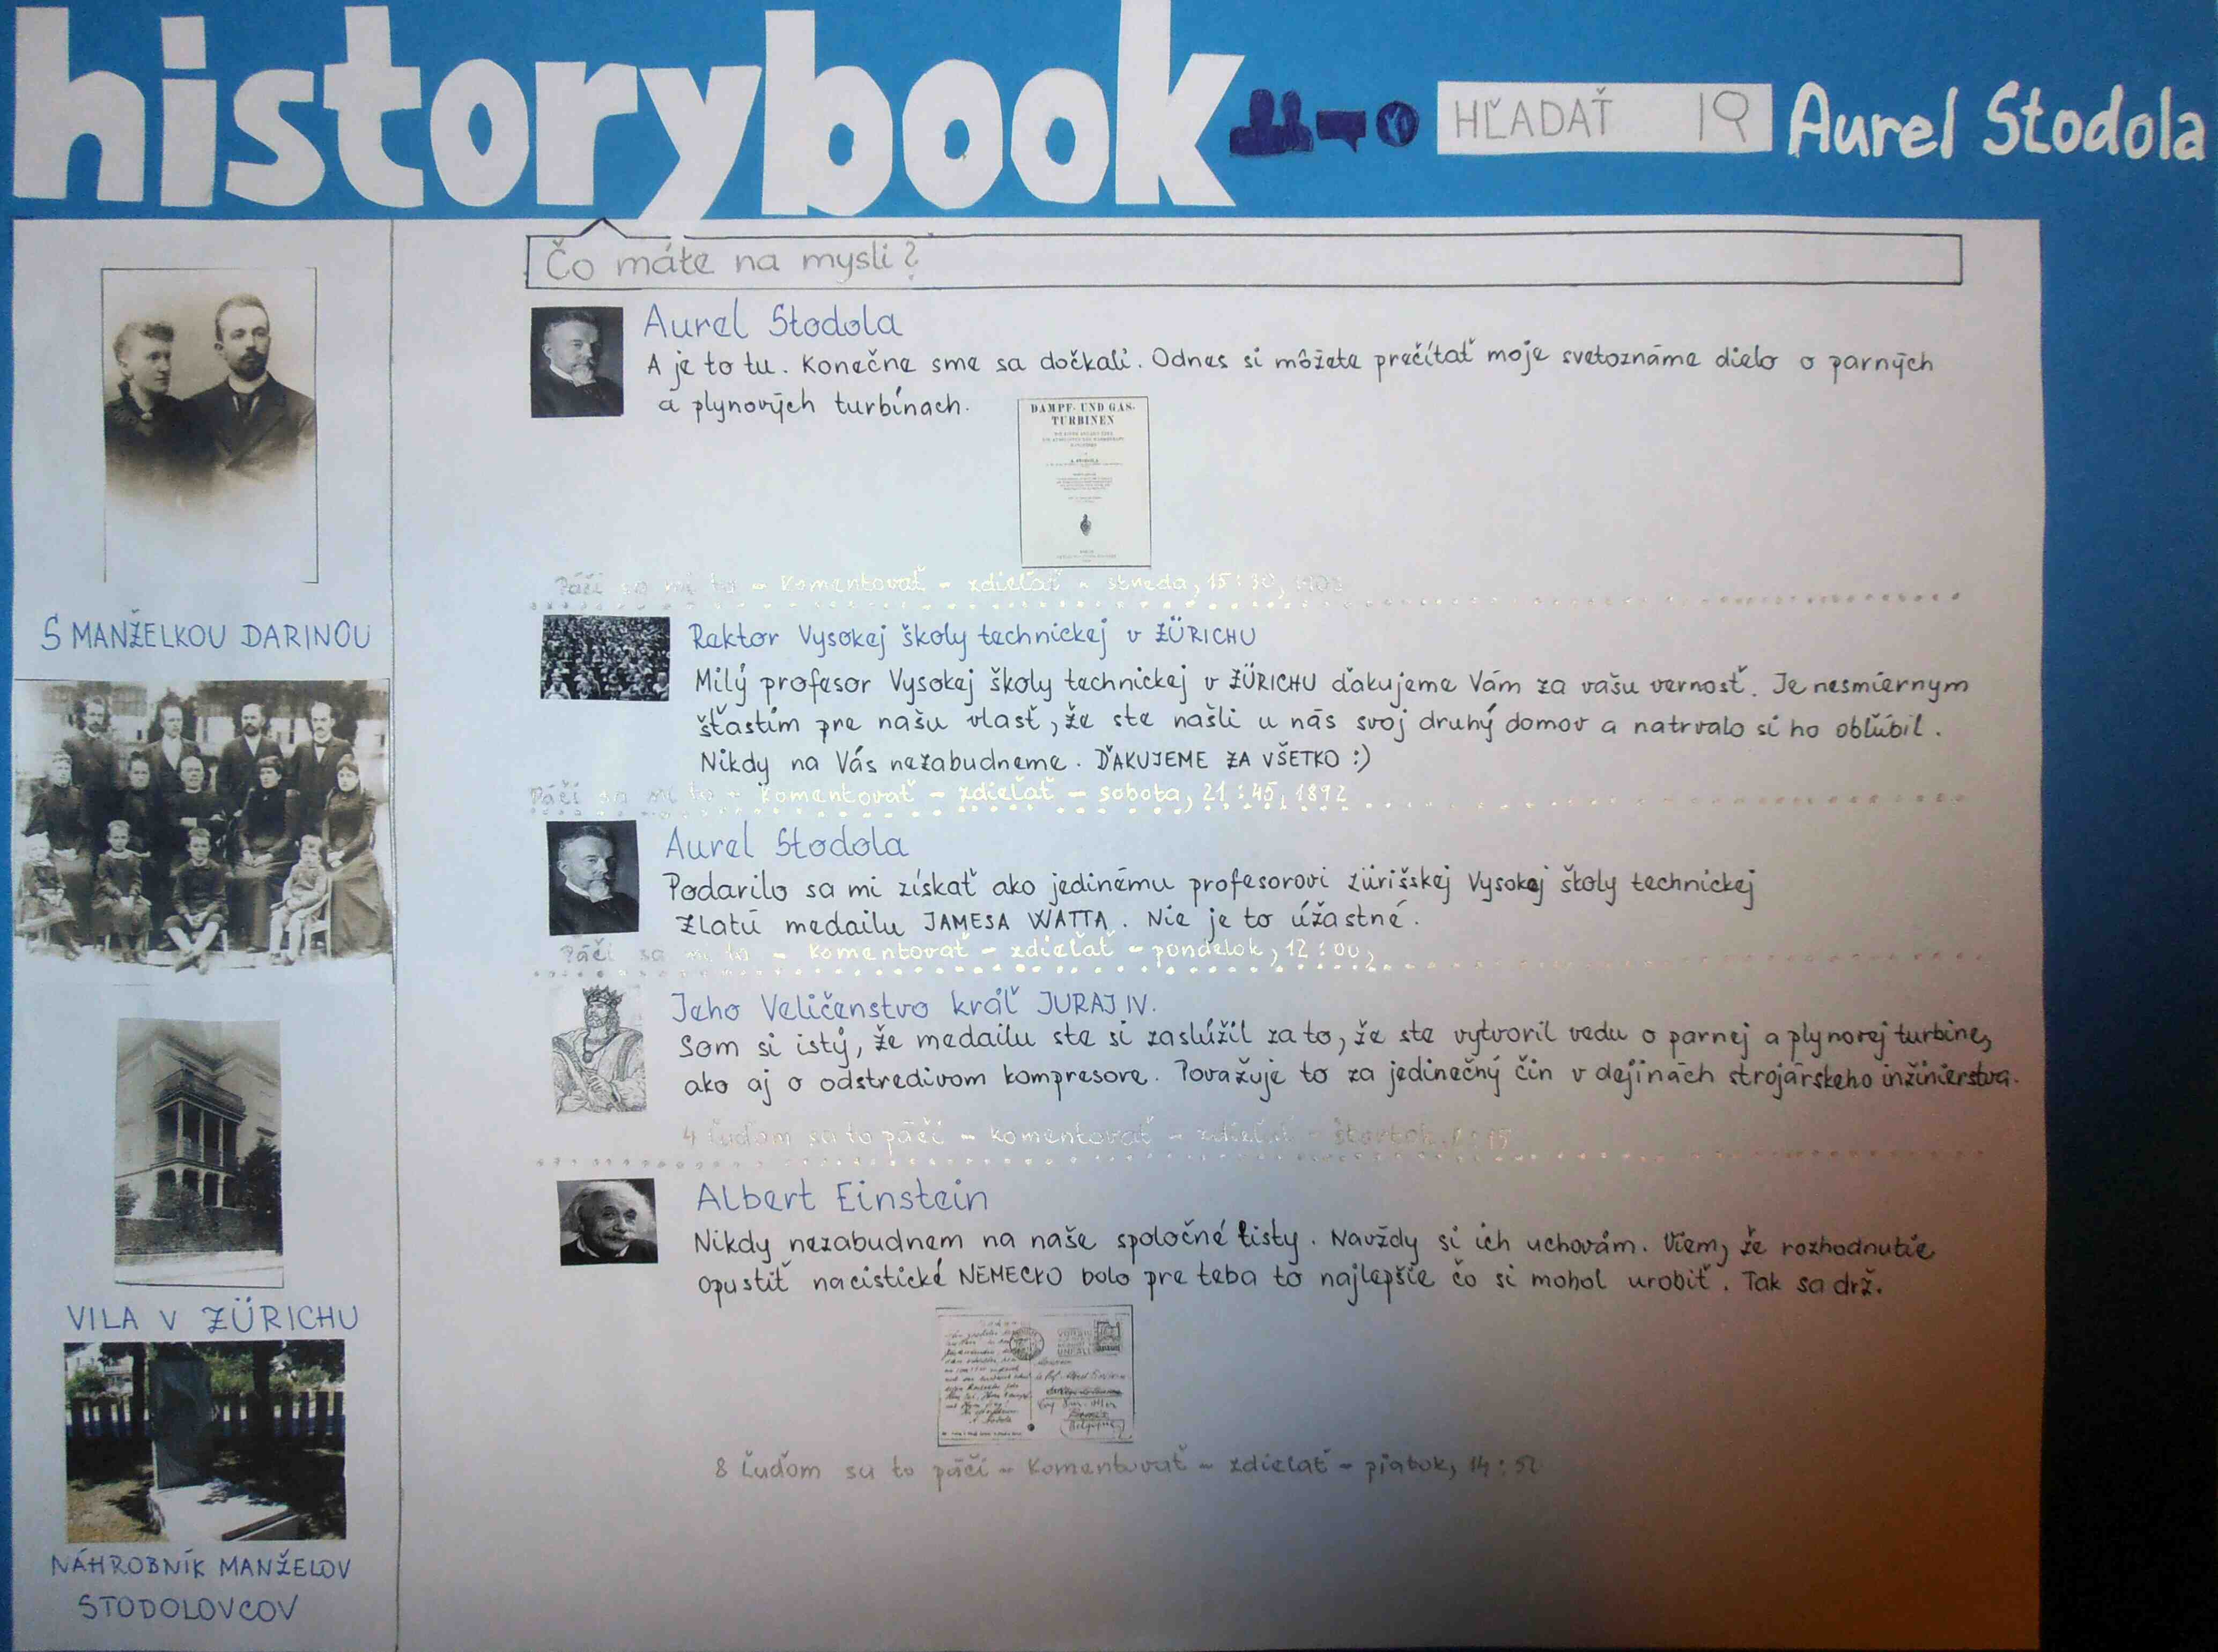 historybook
HĽADAŤ
Aurel Stodola
S MANŽELKOU DARINOU
VILA V ZÜRICHU
NÁHROBNÍK MANŽELOV
STODOLOVCOV
Čo máte na mysli?
Aurel Stodola
A je to tu. Konečne sme sa dočkali. Odnes si môžete prečítať moje svetoznáme dielo o parných
a plynových turbínach.
DAMPF- UND GAS-
TURBINEN
A. STODOLA
Páči sa mi to - Komentovať - zdieľať - streda, 15:30,
Rektor Vysokej školy technickej v ZÜRICHU
Milý profesor Vysokej školy technickej v ZÜRICHU ďakujeme Vám za vašu vernosť. Je nesmiernym
šťastím pre našu vlasť, že ste našli u nás svoj druhý domov a natrvalo si ho obľúbil.
Nikdy na Vás nezabudneme. ĎAKUJEME ZA VŠETKO :)
Páči sa mi to - Komentovať - zdieľať - sobota, 21:45, 1892
Aurel Stodola
Podarilo sa mi získať ako jedinému profesorovi zürišskej Vysokej školy technickej
Zlatú medailu JAMESA WATTA. Nie je to úžastné.
Páči sa mi to - Komentovať - zdieľať - pondelok, 12:00,
Jeho Veličenstvo kráľ JURAJ IV.
Som si istý, že medailu ste si zaslúžil za to, že ste vytvoril vedu o parnej a plynovej turbíne,
ako aj o odstredivom kompresore. Považuje to za jedinečný čin v dejinách strojárskeho inžinierstva.
4 ľuďom sa to páči - komentovať - zdieľať - štvrtok,
Albert Einstein
Nikdy nezabudnem na naše spoločné listy. Navždy si ich uchovám. Viem, že rozhodnutie
opustiť nacistické NEMECKO bolo pre teba to najlepšie čo si mohol urobiť. Tak sa drž.
8 ľuďom sa to páči - Komentovať - zdieľať - piatok, 14:52